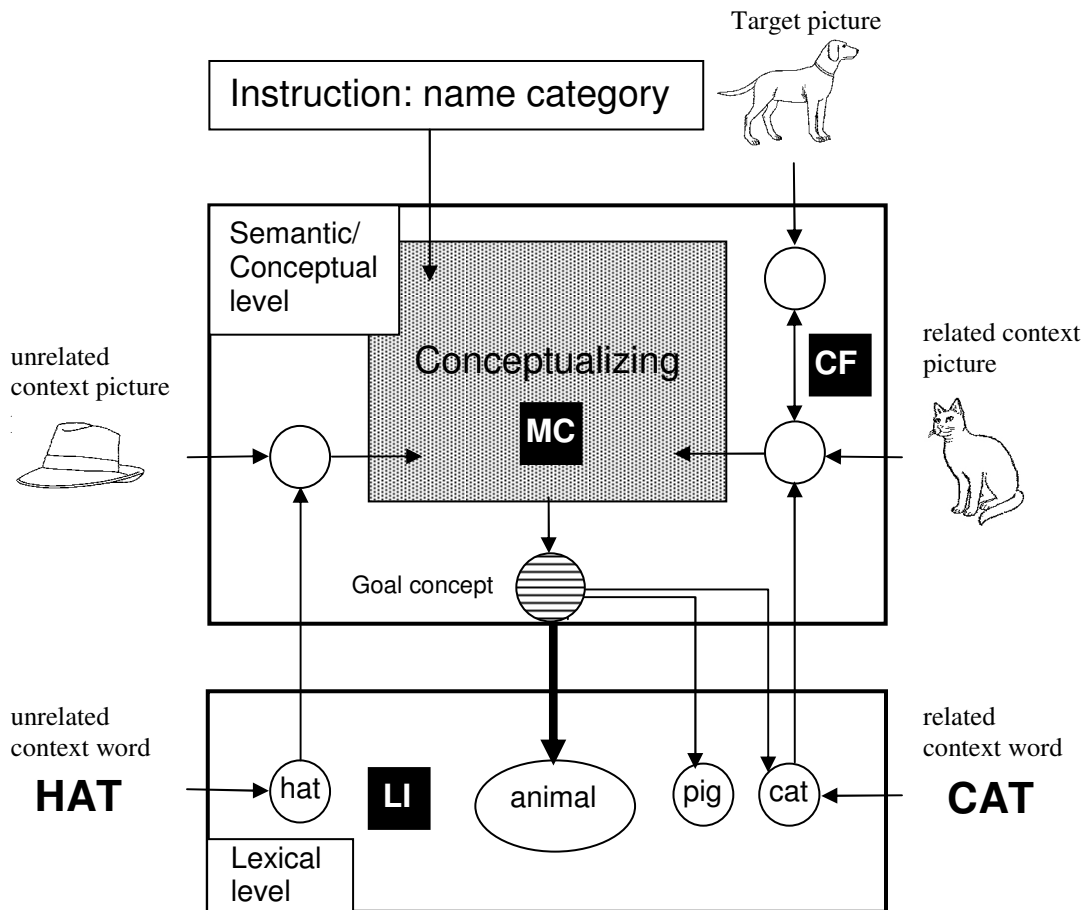 Target picture
Instruction: name category
Semantic/
Conceptual
level
unrelated
context picture
Conceptualizing
MC
CF
related context
picture
Goal concept
unrelated
context word
HAT
hat
LI
animal
pig
cat
related
context word
CAT
Lexical
level